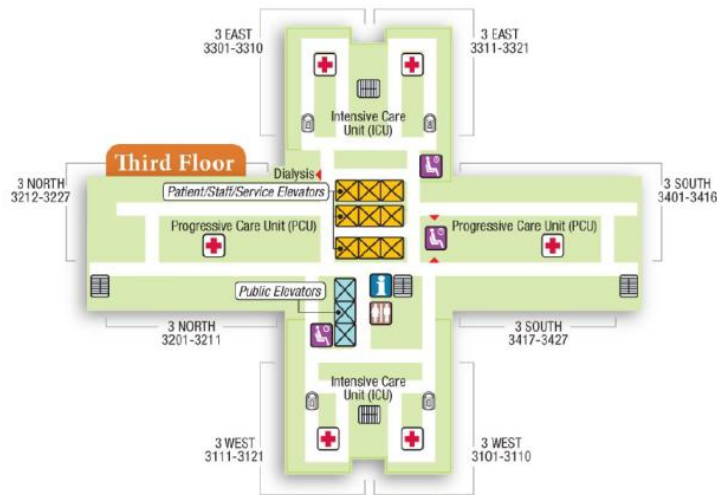 3 EAST
3301-3310
3 EAST
3311-3321
Intensive Care
Unit (ICU)
Third Floor
Dialysis
3 NORTH
3212-3227
Patient/Staff/Service Elevators
3 SOUTH
3401-3416
Progressive Care Unit (PCU)
Progressive Care Unit (PCU)
Public Elevators
i
3 NORTH
3201-3211
3 SOUTH
3417-3427
Intensive Care
Unit (ICU)
3 WEST
3111-3121
3 WEST
3101-3110